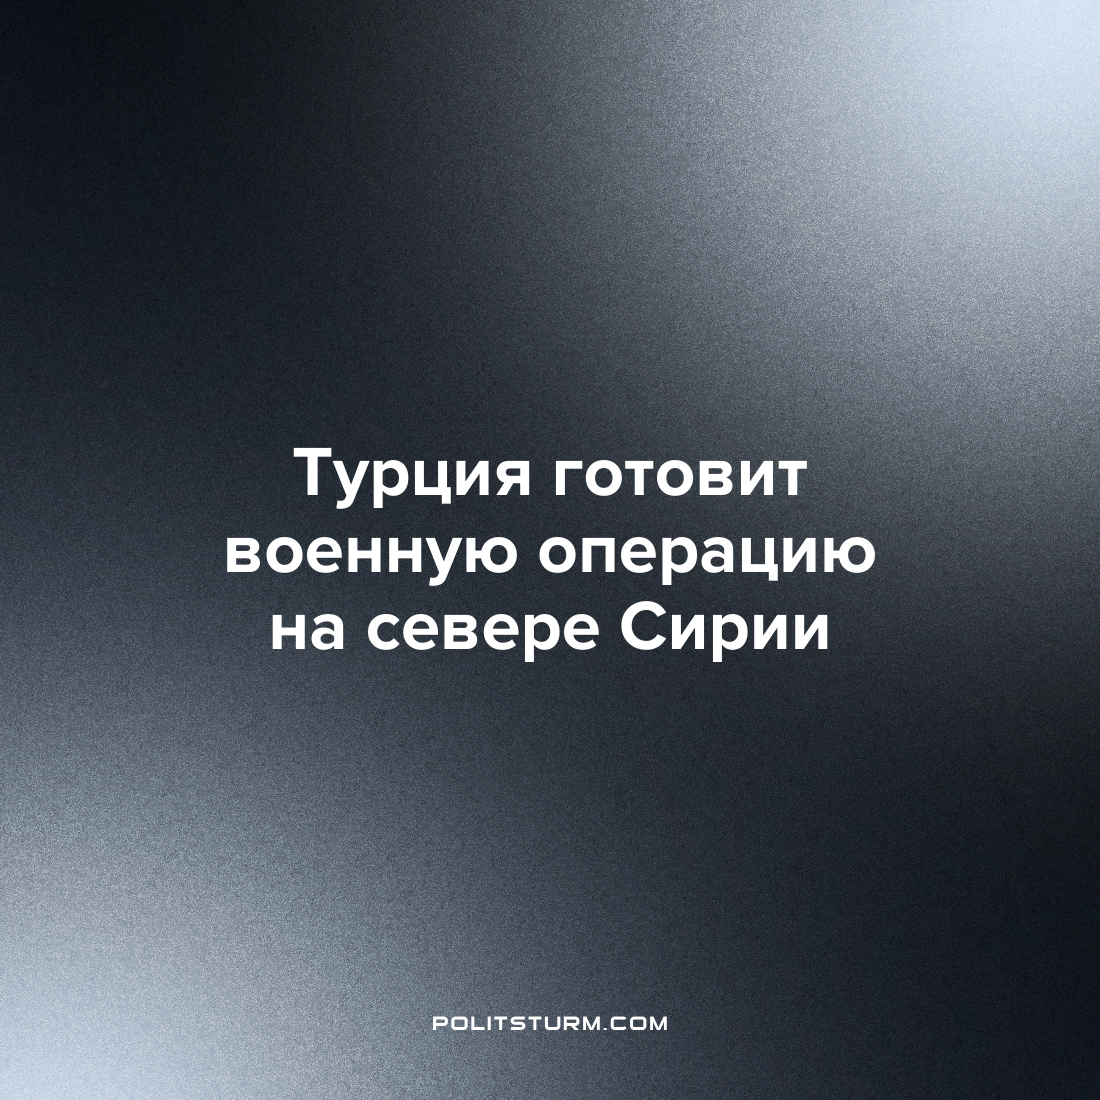 Турция готовит
военную операцию
на севере Сирии
POLITSTURM.COM